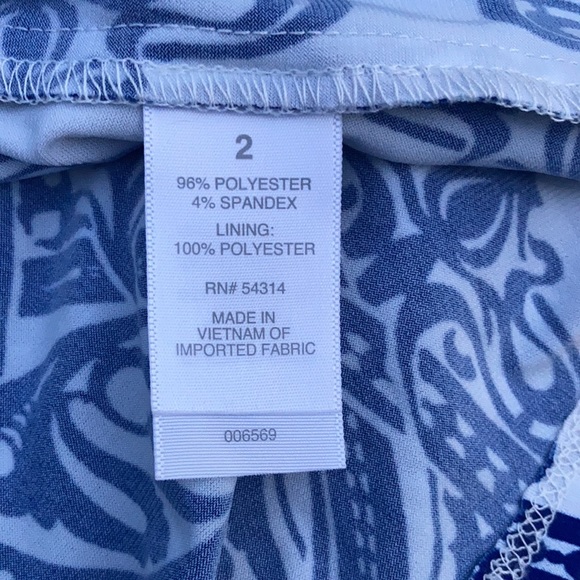 2
96% POLYESTER
4% SPANDEX
LINING:
100% POLYESTER
RN# 54314
MADE IN
VIETNAM OF
IMPORTED FABRIC
006569